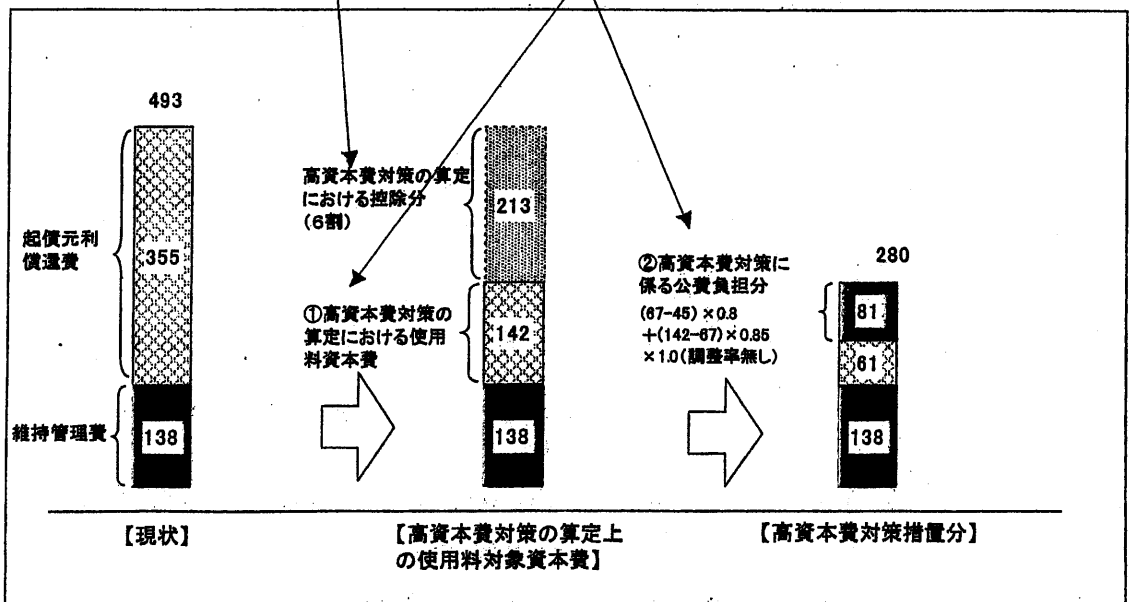 493
起債元利
償還費
355
維持管理費
138
【現状】
高資本費対策の算定
における控除分
(6割)
213
①高資本費対策の
算定における使用
料資本費
142
138
【高資本費対策の算定上
の使用料対象資本費】
②高資本費対策に
係る公費負担分
(67-45)×0.8
+(142-67)×0.85
×1.0(調整率無し)
280
81
61
138
【高資本費対策措置分】